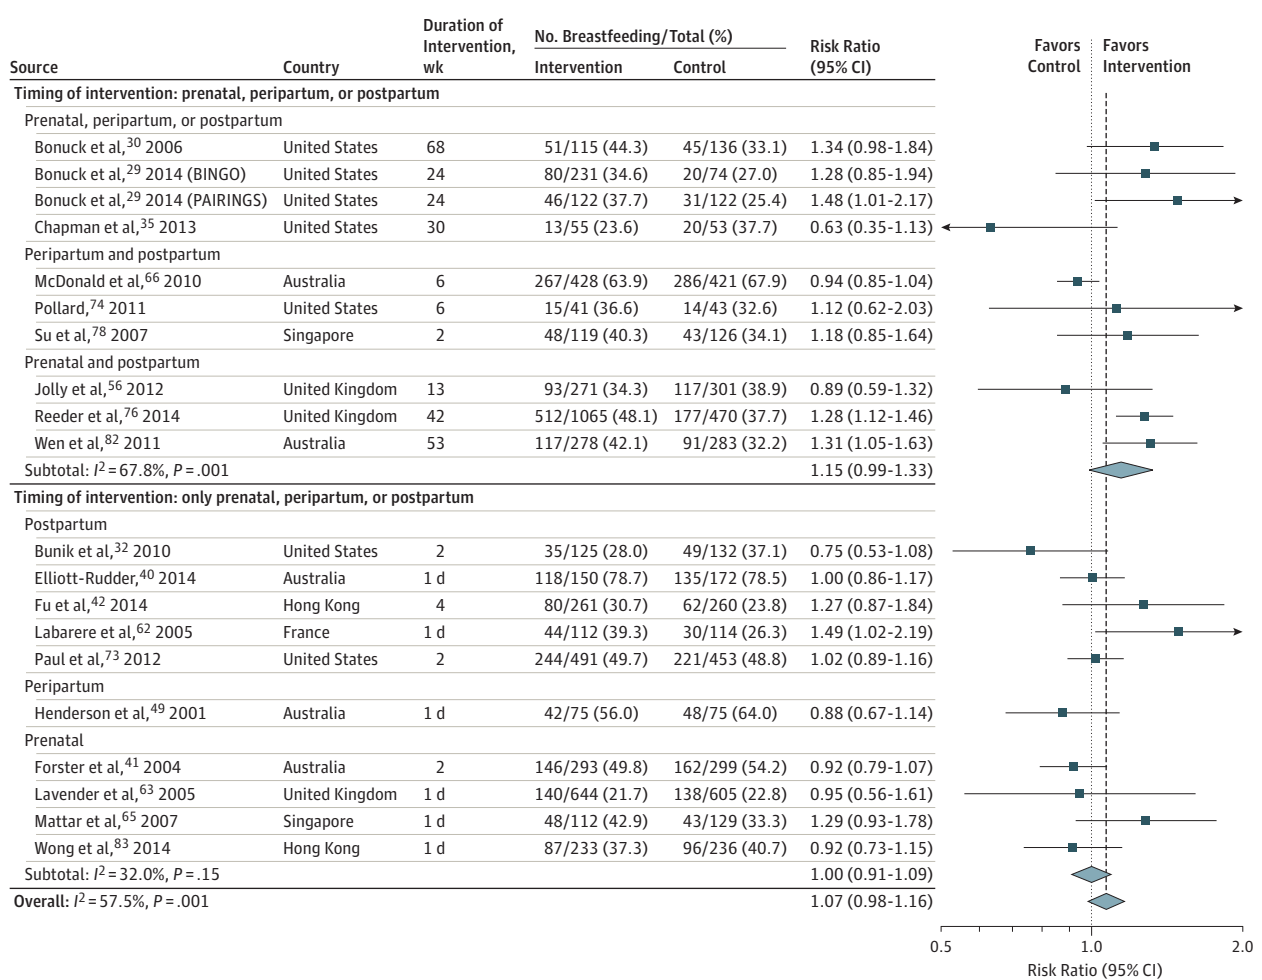 Source Country Duration of Intervention, wk No. Breastfeeding/Total (%) Intervention Control Risk Ratio (95% CI) Favors Control Favors Intervention
Timing of intervention: prenatal, peripartum, or postpartum
Prenatal, peripartum, or postpartum
Bonuck et al,30 2006 United States 68 51/115 (44.3) 45/136 (33.1) 1.34 (0.98-1.84)
Bonuck et al,29 2014 (BINGO) United States 24 80/231 (34.6) 20/74 (27.0) 1.28 (0.85-1.94)
Bonuck et al,29 2014 (PAIRINGS) United States 24 46/122 (37.7) 31/122 (25.4) 1.48 (1.01-2.17)
Chapman et al,35 2013 United States 30 13/55 (23.6) 20/53 (37.7) 0.63 (0.35-1.13)
Peripartum and postpartum
McDonald et al,66 2010 Australia 6 267/428 (63.9) 286/421 (67.9) 0.94 (0.85-1.04)
Pollard,74 2011 United States 6 15/41 (36.6) 14/43 (32.6) 1.12 (0.62-2.03)
Su et al,78 2007 Singapore 2 48/119 (40.3) 43/126 (34.1) 1.18 (0.85-1.64)
Prenatal and postpartum
Jolly et al,56 2012 United Kingdom 13 93/271 (34.3) 117/301 (38.9) 0.89 (0.59-1.32)
Reeder et al,76 2014 United Kingdom 42 512/1065 (48.1) 177/470 (37.7) 1.28 (1.12-1.46)
Wen et al,82 2011 Australia 53 117/278 (42.1) 91/283 (32.2) 1.31 (1.05-1.63)
Subtotal: I2 = 67.8%, P = .001 1.15 (0.99-1.33)
Timing of intervention: only prenatal, peripartum, or postpartum
Postpartum
Bunik et al,32 2010 United States 2 35/125 (28.0) 49/132 (37.1) 0.75 (0.53-1.08)
Elliott-Rudder,40 2014 Australia 1 d 118/150 (78.7) 135/172 (78.5) 1.00 (0.86-1.17)
Fu et al,42 2014 Hong Kong 4 80/261 (30.7) 62/260 (23.8) 1.27 (0.87-1.84)
Labarere et al,62 2005 France 1 d 44/112 (39.3) 30/114 (26.3) 1.49 (1.02-2.19)
Paul et al,73 2012 United States 2 244/491 (49.7) 221/453 (48.8) 1.02 (0.89-1.16)
Peripartum
Henderson et al,49 2001 Australia 1 d 42/75 (56.0) 48/75 (64.0) 0.88 (0.67-1.14)
Prenatal
Forster et al,41 2004 Australia 2 146/293 (49.8) 162/299 (54.2) 0.92 (0.79-1.07)
Lavender et al,63 2005 United Kingdom 1 d 140/644 (21.7) 138/605 (22.8) 0.95 (0.56-1.61)
Mattar et al,65 2007 Singapore 1 d 48/112 (42.9) 43/129 (33.3) 1.29 (0.93-1.78)
Wong et al,83 2014 Hong Kong 1 d 87/233 (37.3) 96/236 (40.7) 0.92 (0.73-1.15)
Subtotal: I2 = 32.0%, P = .15 1.00 (0.91-1.09)
Overall: I2 = 57.5%, P = .001 1.07 (0.98-1.16)
0.5 1.0 2.0
Risk Ratio (95% CI)